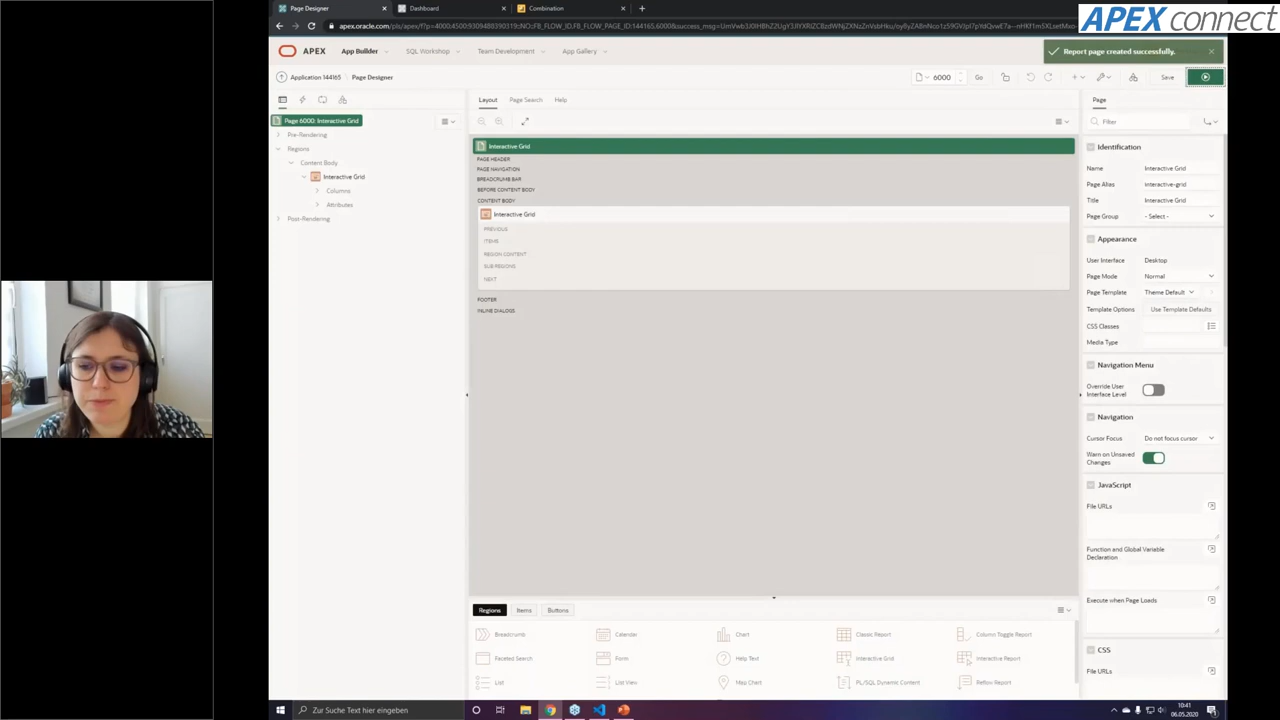 Page Designer
Dashboard
Combination
APEX connect
APEX
App Builder
SQL Workshop
Team Development
App Gallery
Report page created successfully.
Application 144165
Page Designer
6000
Go
Save
Layout
Page Search
Help
Page
Page 6000: Interactive Grid
Filter
Pre-Rendering
Regions
Content Body
Interactive Grid
Columns
Attributes
Post-Rendering
Interactive Grid
PAGE HEADER
PAGE NAVIGATION
BREADCRUMB BAR
BEFORE CONTENT BODY
CONTENT BODY
Interactive Grid
PREVIOUS
ITEMS
REGION CONTENT
SUB REGIONS
NEXT
FOOTER
INLINE DIALOGS
Identification
Name
Interactive Grid
Page Alias
interactive-grid
Title
Interactive Grid
Page Group
- Select -
Appearance
User Interface
Desktop
Page Mode
Normal
Page Template
Theme Default
Template Options
Use Template Defaults
CSS Classes
Media Type
Navigation Menu
Override User
Interface Level
Navigation
Cursor Focus
Do not focus cursor
Warn on Unsaved
Changes
JavaScript
File URLs
Function and Global Variable
Declaration
Execute when Page Loads
CSS
File URLs
Regions
Items
Buttons
Breadcrumb
Calendar
Chart
Classic Report
Column Toggle Report
Faceted Search
Form
Help Text
Interactive Grid
Interactive Report
List
List View
Map Chart
PL/SQL Dynamic Content
Reflow Report
Zur Suche Text hier eingeben
10:41
06.05.2020